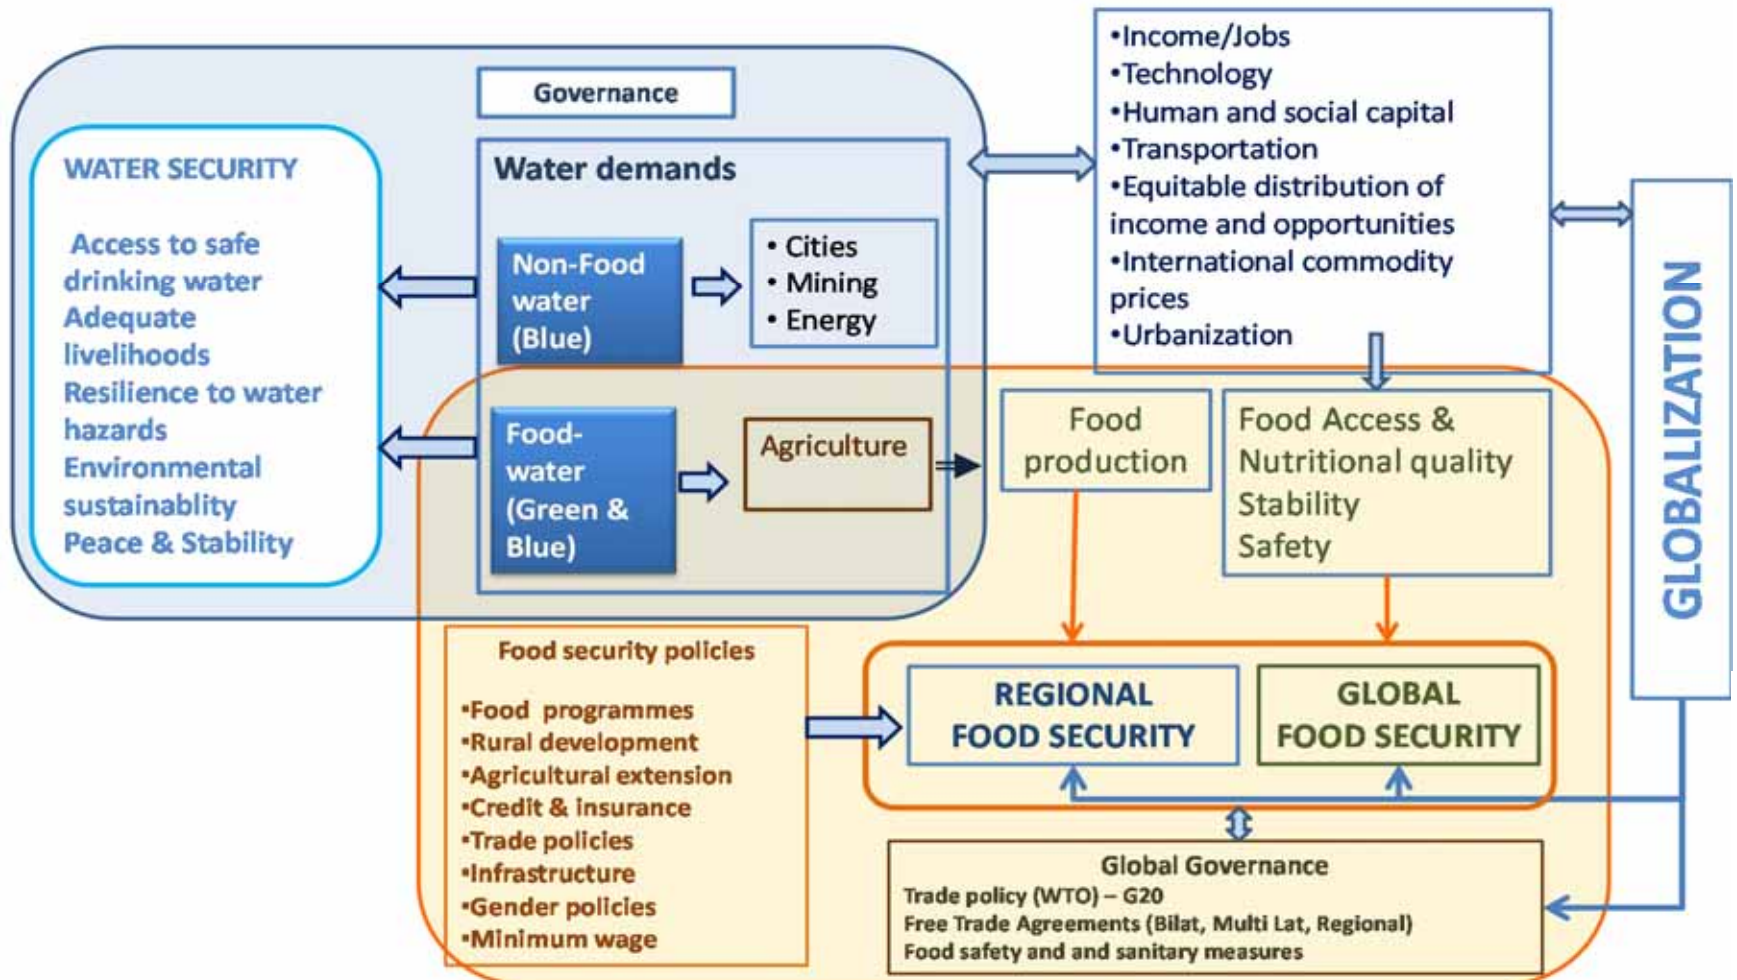 Governance
WATER SECURITY
Access to safe
drinking water
Adequate
livelihoods
Resilience to water
hazards
Environmental
sustainablity
Peace & Stability
Water demands
Non-Food
water
(Blue)
• Cities
• Mining
• Energy
Food-
water
(Green &
Blue)
Agriculture
•Income/Jobs
•Technology
•Human and social capital
•Transportation
•Equitable distribution of
income and opportunities
•International commodity
prices
•Urbanization
GLOBALIZATION
Food
production
Food Access &
Nutritional quality
Stability
Safety
Food security policies
•Food programmes
•Rural development
•Agricultural extension
•Credit & insurance
•Trade policies
•Infrastructure
•Gender policies
•Minimum wage
REGIONAL
FOOD SECURITY
GLOBAL
FOOD SECURITY
Global Governance
Trade policy (WTO) – G20
Free Trade Agreements (Bilat, Multi Lat, Regional)
Food safety and and sanitary measures